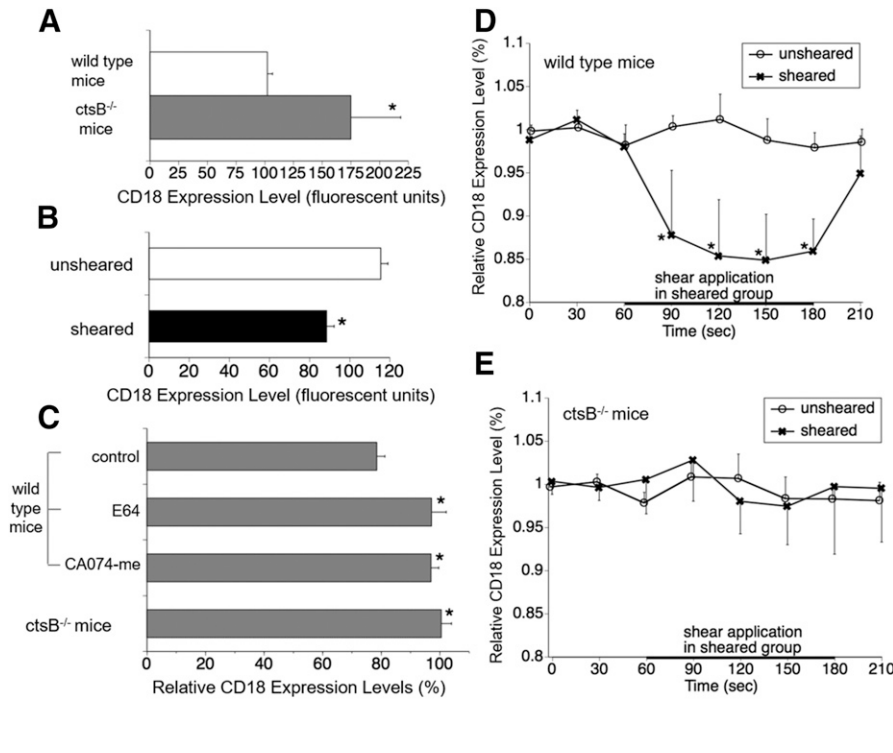 A
wild type
mice
ctsB-/-
mice
*
0 25 50 75 100 125 150 175 200 225
CD18 Expression Level (fluorescent units)
B
unsheared
sheared
*
0 20 40 60 80 100 120
CD18 Expression Level (fluorescent units)
C
wild
type
mice
control
E64
*
CA074-me
*
ctsB-/- mice
*
0 20 40 60 80 100
Relative CD18 Expression Levels (%)
D
Relative CD18 Expression Level (%)
1.1
1.05
1
0.95
0.9
0.85
0.8
wild type mice
unsheared
sheared
* * * *
shear application
in sheared group
0 30 60 90 120 150 180 210
Time (sec)
E
Relative CD18 Expression Level (%)
1.1
1.05
1
0.95
0.9
0.85
0.8
ctsB-/- mice
unsheared
sheared
shear application
in sheared group
0 30 60 90 120 150 180 210
Time (sec)